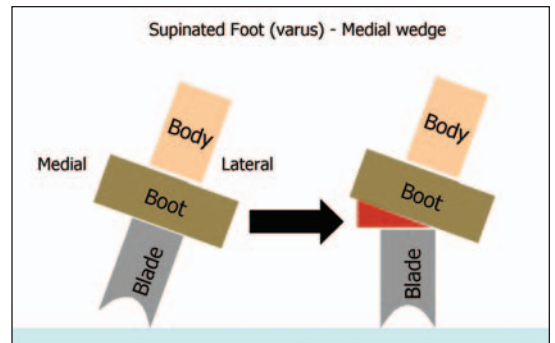 Supinated Foot (varus) - Medial wedge
Body
Medial
Lateral
Boot
Blade
Body
Boot
Blade